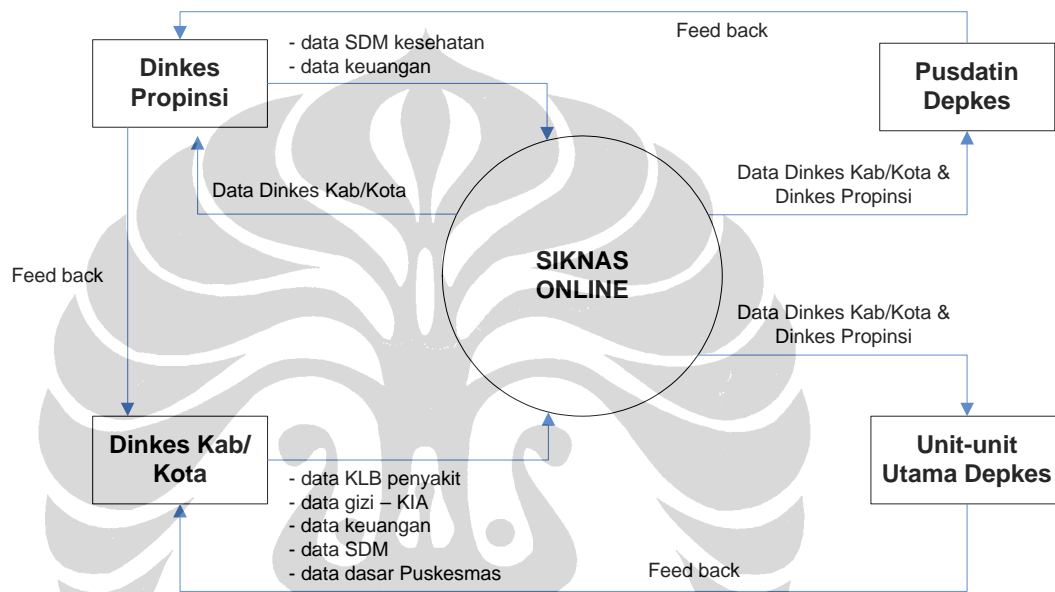 Feed back
Dinkes
Propinsi
- data SDM kesehatan
- data keuangan
Pusdatin
Depkes
Data Dinkes Kab/Kota
Data Dinkes Kab/Kota &
Dinkes Propinsi
SIKNAS
ONLINE
Feed back
Data Dinkes Kab/Kota &
Dinkes Propinsi
Dinkes Kab/
Kota
- data KLB penyakit
- data gizi – KIA
- data keuangan
- data SDM
- data dasar Puskesmas
Unit-unit
Utama Depkes
Feed back